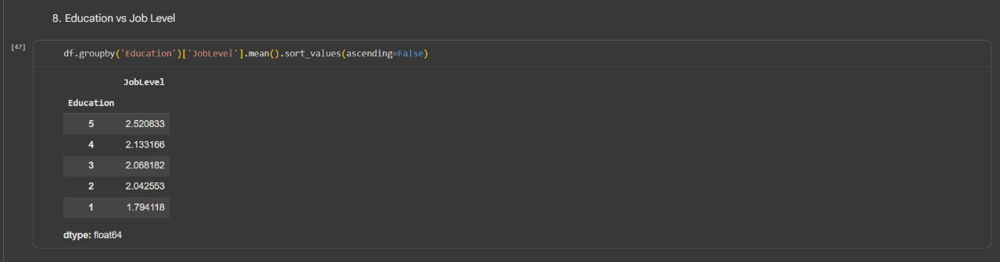 8. Education vs Job Level
[47]
df.groupby('Education')['JobLevel'].mean().sort_values(ascending=False)
JobLevel
Education
5 2.520833
4 2.133166
3 2.068182
2 2.042553
1 1.794118
dtype: float64